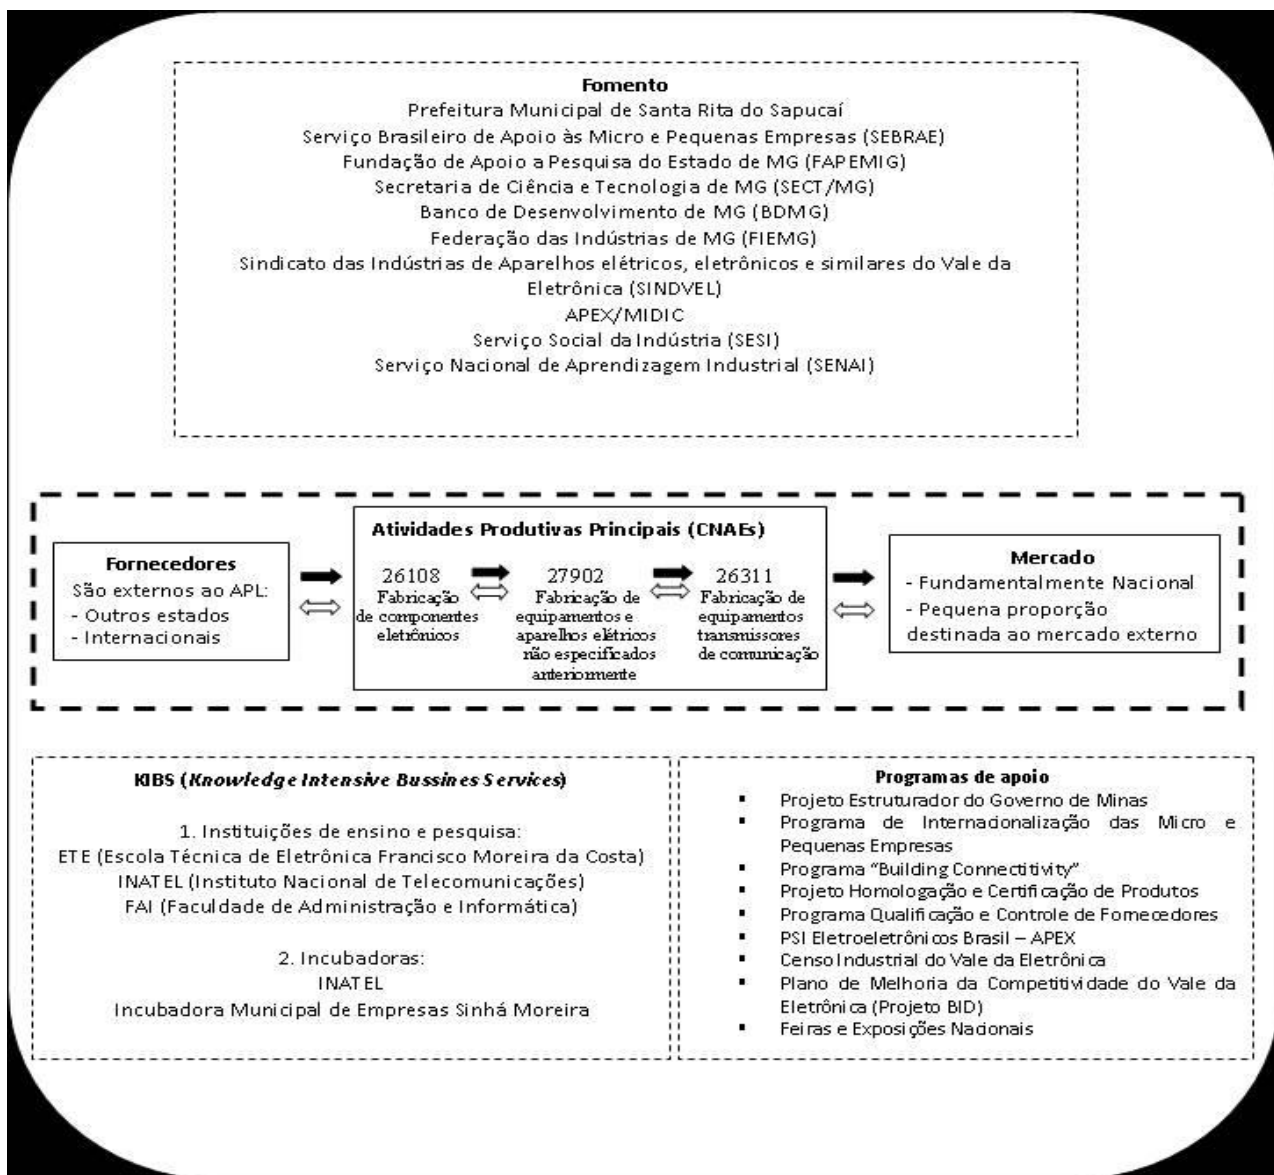 Fomento
Prefeitura Municipal de Santa Rita do Sapucaí
Serviço Brasileiro de Apoio às Micro e Pequenas Empresas (SEBRAE)
Fundação de Apoio a Pesquisa do Estado de MG (FAPEMIG)
Secretaria de Ciência e Tecnologia de MG (SECT/MG)
Banco de Desenvolvimento de MG (BDMG)
Federação das Indústrias de MG (FIEMG)
Sindicato das Indústrias de Aparelhos elétricos, eletrônicos e similares do Vale da
Eletrônica (SINDVEL)
APEX/MIDIC
Serviço Social da Indústria (SESI)
Serviço Nacional de Aprendizagem Industrial (SENAI)
Fornecedores
São externos ao APL:
- Outros estados
- Internacionais
Atividades Produtivas Principais (CNAEs)
26108
Fabricação
de componentes
eletrônicos
27902
Fabricação de
equipamentos e
aparelhos elétricos
não especificados
anteriormente
26311
Fabricação de
equipamentos
transmissores
de comunicação
Mercado
- Fundamentalmente Nacional
- Pequena proporção
destinada ao mercado externo
KIBS (Knowledge Intensive Bussines Services)
1. Instituições de ensino e pesquisa:
ETE (Escola Técnica de Eletrônica Francisco Moreira da Costa)
INATEL (Instituto Nacional de Telecomunicações)
FAI (Faculdade de Administração e Informática)
2. Incubadoras:
INATEL
Incubadora Municipal de Empresas Sinhá Moreira
Programas de apoio
▪ Projeto Estruturador do Governo de Minas
▪ Programa de Internacionalização das Micro e
Pequenas Empresas
▪ Programa “Building Connectitivity”
▪ Projeto Homologação e Certificação de Produtos
▪ Programa Qualificação e Controle de Fornecedores
▪ PSI Eletroeletrônicos Brasil – APEX
▪ Censo Industrial do Vale da Eletrônica
▪ Plano de Melhoria da Competitividade do Vale da
Eletrônica (Projeto BID)
▪ Feiras e Exposições Nacionais